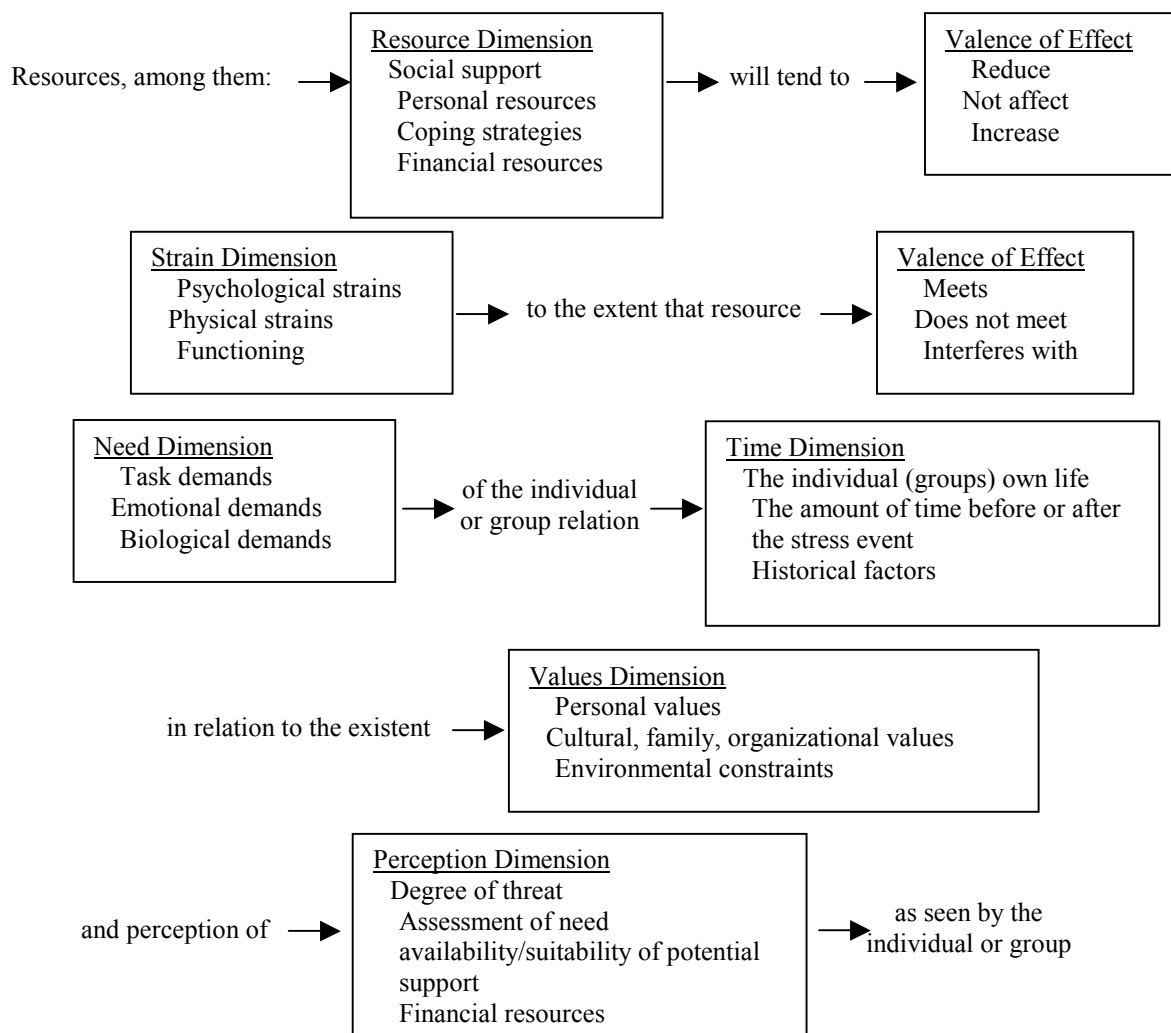 Resource Dimension
Social support
Resources, among them:
Personal resources
Coping strategies
Financial resources
will tend to
Valence of Effect
Reduce
Not affect
Increase
Strain Dimension
Psychological strains
Physical strains
Functioning
to the extent that resource
Valence of Effect
Meets
Does not meet
Interferes with
Need Dimension
Task demands
Emotional demands
Biological demands
of the individual
or group relation
Time Dimension
The individual (groups) own life
The amount of time before or after
the stress event
Historical factors
in relation to the existent
Values Dimension
Personal values
Cultural, family, organizational values
Environmental constraints
and perception of
Perception Dimension
Degree of threat
Assessment of need
availability/suitability of potential
support
Financial resources
as seen by the
individual or group